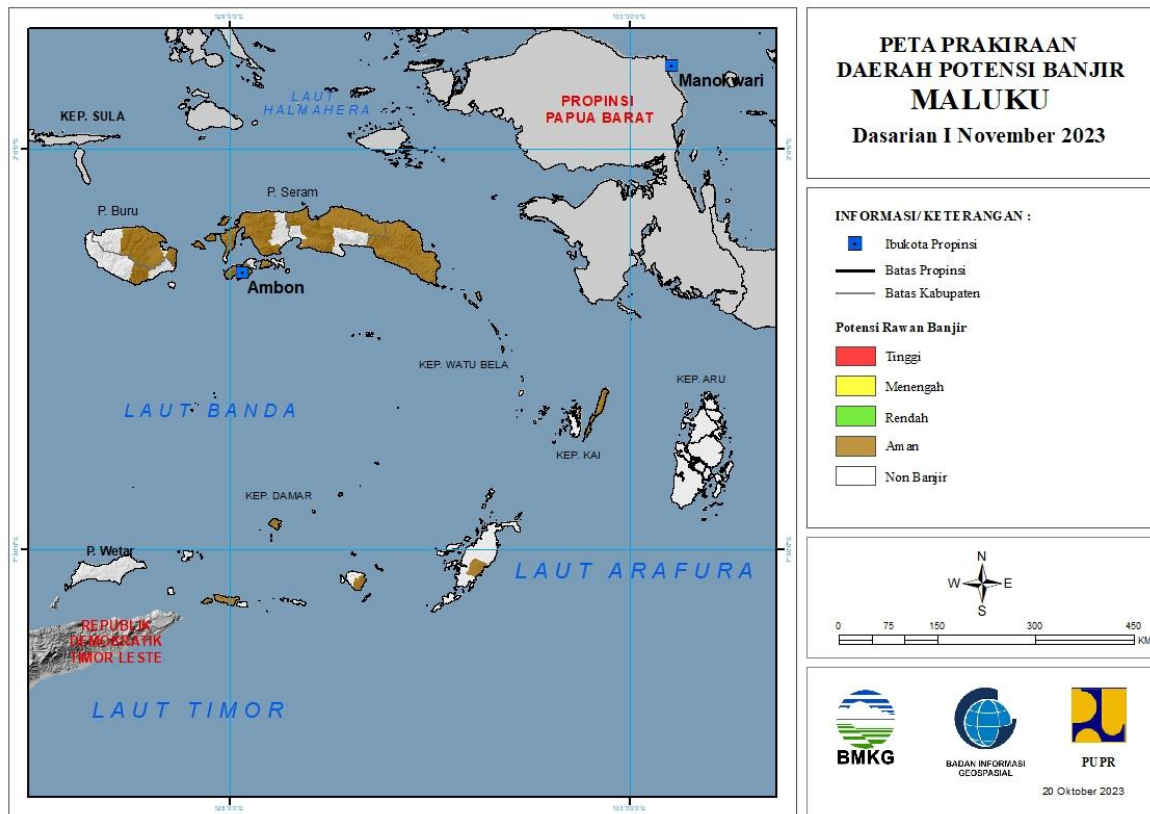 PETA PRAKIRAAN
DAERAH POTENSI BANJIR
MALUKU
Dasarian I November 2023
INFORMASI/ KETERANGAN :
Ibukota Propinsi
Batas Propinsi
Batas Kabupaten
Potensi Rawan Banjir
Tinggi
Menengah
Rendah
Aman
Non Banjir
N
W E
S
0 75 150 300 450
KM
BMKG
BADAN INFORMASI
GEOSPASIAL
PUPR
20 Oktober 2023
Manokwari
LAUT
HALMAHERA
PROPINSI
PAPUA BARAT
KEP. SULA
P. Seram
P. Buru
Ambon
KEP. WATU BELA
KEP. ARU
LAUT BANDA
KEP. KAI
KEP. DAMAR
P. Wetar
LAUT ARAFURA
REPUBLIK
DEMOKRATIK
TIMOR LESTE
LAUT TIMOR